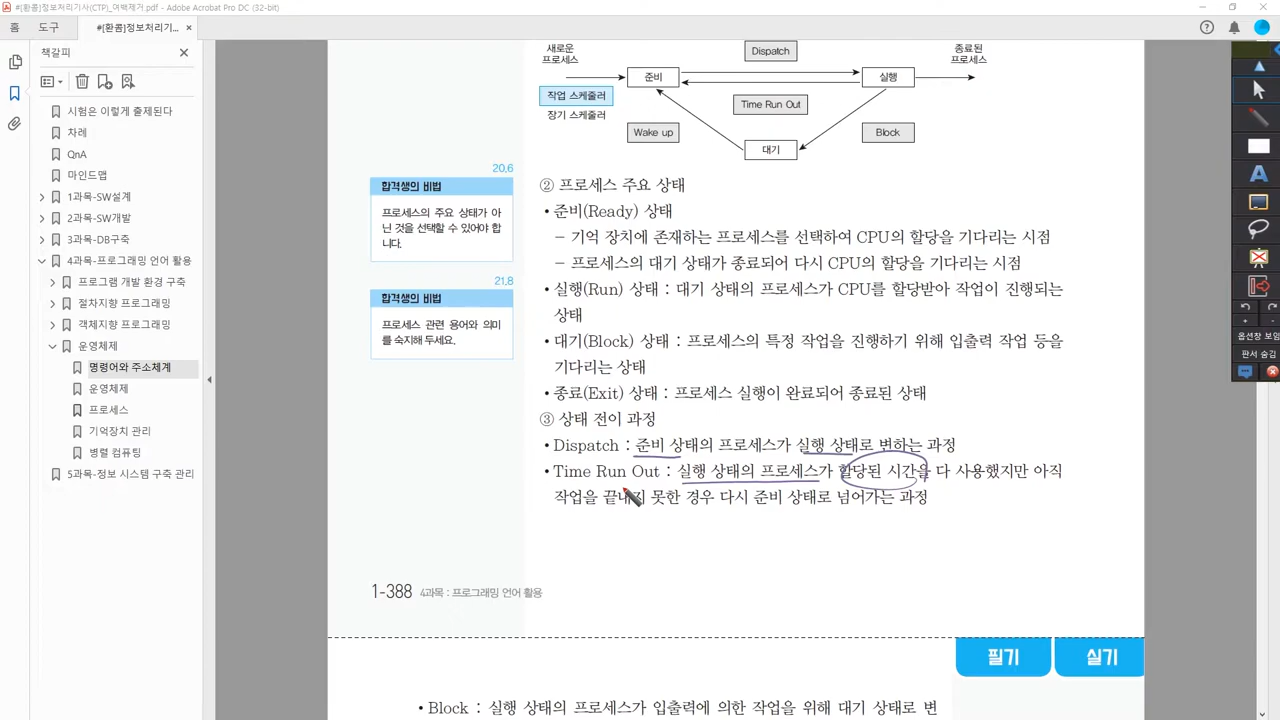 #[환콤]정보처리기사(CTP)_여백제거.pdf - Adobe Acrobat Pro DC (32-bit)
홈
도구
#[환콤]정보처리기...
×
책갈피
시험은 이렇게 출제된다
차례
QnA
마인드맵
1과목-SW설계
2과목-SW개발
3과목-DB구축
4과목-프로그래밍 언어 활용
프로그램 개발 환경 구축
절차지향 프로그래밍
객체지향 프로그래밍
운영체제
명령어와 주소체계
운영체제
프로세스
기억장치 관리
병렬 컴퓨팅
5과목-정보 시스템 구축 관리
새로운
프로세스
Dispatch
종료된
프로세스
준비
실행
작업 스케줄러
장기 스케줄러
Time Run Out
Wake up
Block
대기
20.6
합격생의 비법
프로세스의 주요 상태가 아
닌 것을 선택할 수 있어야 합
니다.
21.8
합격생의 비법
프로세스 관련 용어와 의미
를 숙지해 두세요.
② 프로세스 주요 상태
• 준비(Ready) 상태
– 기억 장치에 존재하는 프로세스를 선택하여 CPU의 할당을 기다리는 시점
– 프로세스의 대기 상태가 종료되어 다시 CPU의 할당을 기다리는 시점
• 실행(Run) 상태 : 대기 상태의 프로세스가 CPU를 할당받아 작업이 진행되는
상태
• 대기(Block) 상태 : 프로세스의 특정 작업을 진행하기 위해 입출력 작업 등을
기다리는 상태
• 종료(Exit) 상태 : 프로세스 실행이 완료되어 종료된 상태
③ 상태 전이 과정
• Dispatch : 준비 상태의 프로세스가 실행 상태로 변하는 과정
• Time Run Out : 실행 상태의 프로세스가 할당된 시간을 다 사용했지만 아직
작업을 끝내지 못한 경우 다시 준비 상태로 넘어가는 과정
1-388 4과목 : 프로그래밍 언어 활용
필기
실기
• Block : 실행 상태의 프로세스가 입출력에 의한 작업을 위해 대기 상태로 변
A
옵션창 보임
판서 숨김